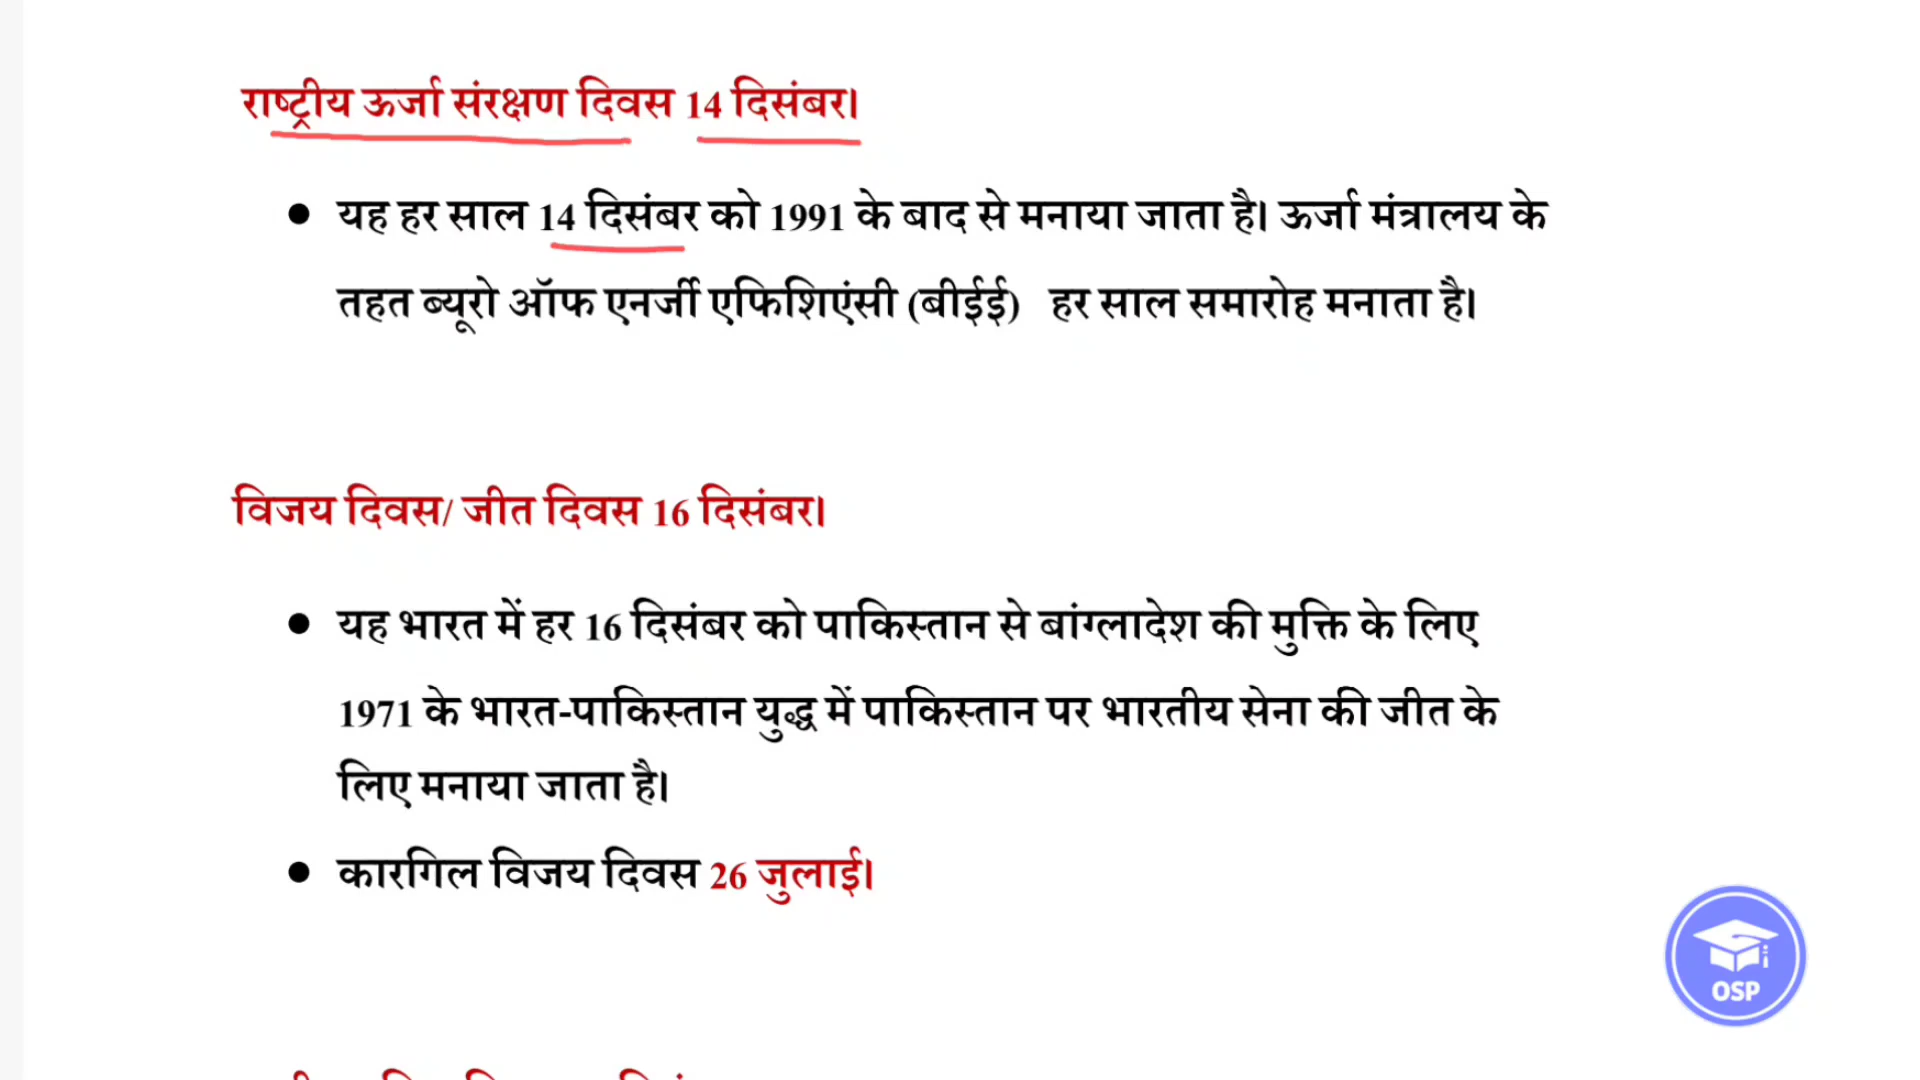 राष्ट्रीय ऊर्जा संरक्षण दिवस 14 दिसंबर।
यह हर साल 14 दिसंबर को 1991 के बाद से मनाया जाता है। ऊर्जा मंत्रालय के
तहत ब्यूरो ऑफ एनर्जी एफिशिएंसी (बीईई) हर साल समारोह मनाता है।
विजय दिवस/ जीत दिवस 16 दिसंबर।
यह भारत में हर 16 दिसंबर को पाकिस्तान से बांग्लादेश की मुक्ति के लिए
1971 के भारत-पाकिस्तान युद्ध में पाकिस्तान पर भारतीय सेना की जीत के
लिए मनाया जाता है।
कारगिल विजय दिवस 26 जुलाई।
OSP